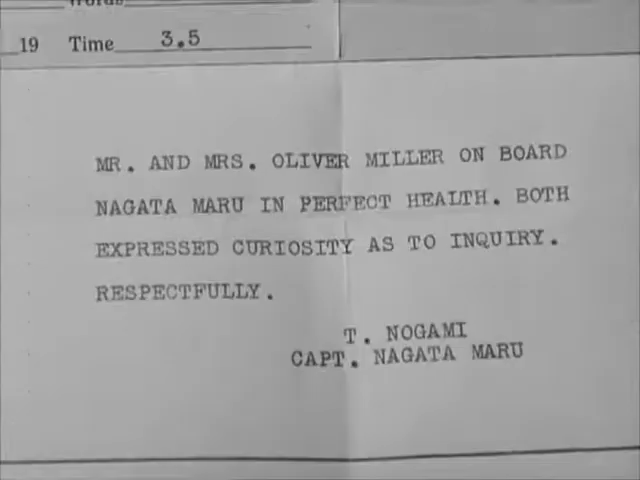 Words
19 Time 3.5
MR. AND MRS. OLIVER MILLER ON BOARD
NAGATA MARU IN PERFECT HEALTH. BOTH
EXPRESSED CURIOSITY AS TO INQUIRY.
RESPECTFULLY.
T. NOGAMI
CAPT. NAGATA MARU